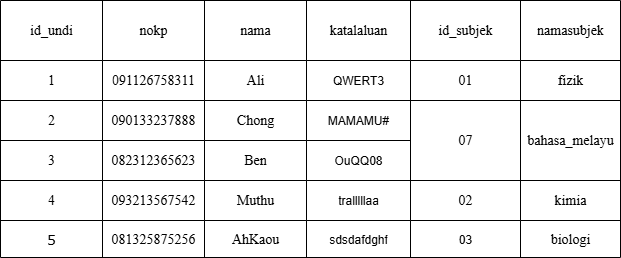 id_undi nokp nama katalaluan id_subjek namasubjek
1 091126758311 Ali QWERT3 01 fizik
2 090133237888 Chong MAMAMU#
07 bahasa_melayu
3 082312365623 Ben OuQQ08
4 093213567542 Muthu tralllllaa 02 kimia
5 081325875256 AhKaou sdsdafdghf 03 biologi